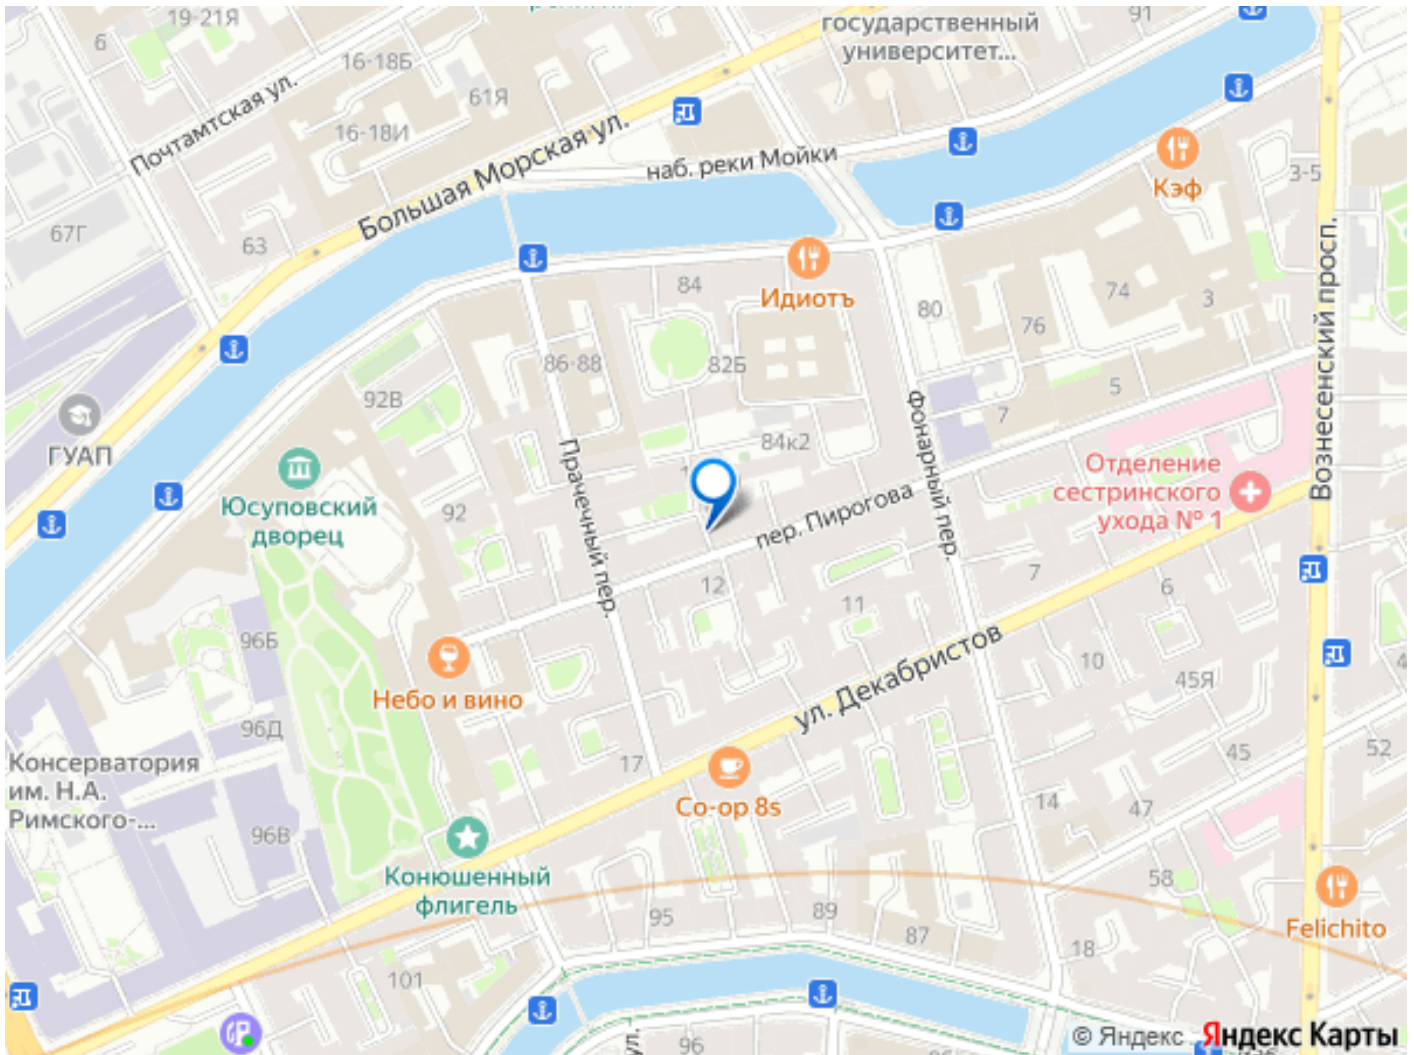 19-21Я
государственный
университет...
91
6
16-18Б
61Я
Почтамтская ул.
16-18И
Большая Морская ул.
наб. реки Мойки
Кэф
3-5
67Г
63
84
Идиотъ
80
74
3
76
Вознесенский просп.
86-88
82Б
92В
5
7
ГУАП
Фонарный пер.
84к2
Прачечный пер.
Отделение
сестринского
ухода № 1
Юсуповский
дворец
92
пер. Пирогова
12
7
6
11
96Б
ул. Декабристов
10
45Я
Небо и вино
96Д
17
45
52
Консерватория
им. Н.А.
Римского-...
Co-op 8s
14
47
96В
Конюшенный
флигель
58
95
89
87
Felichito
18
101
96
© Яндекс
Яндекс Карты